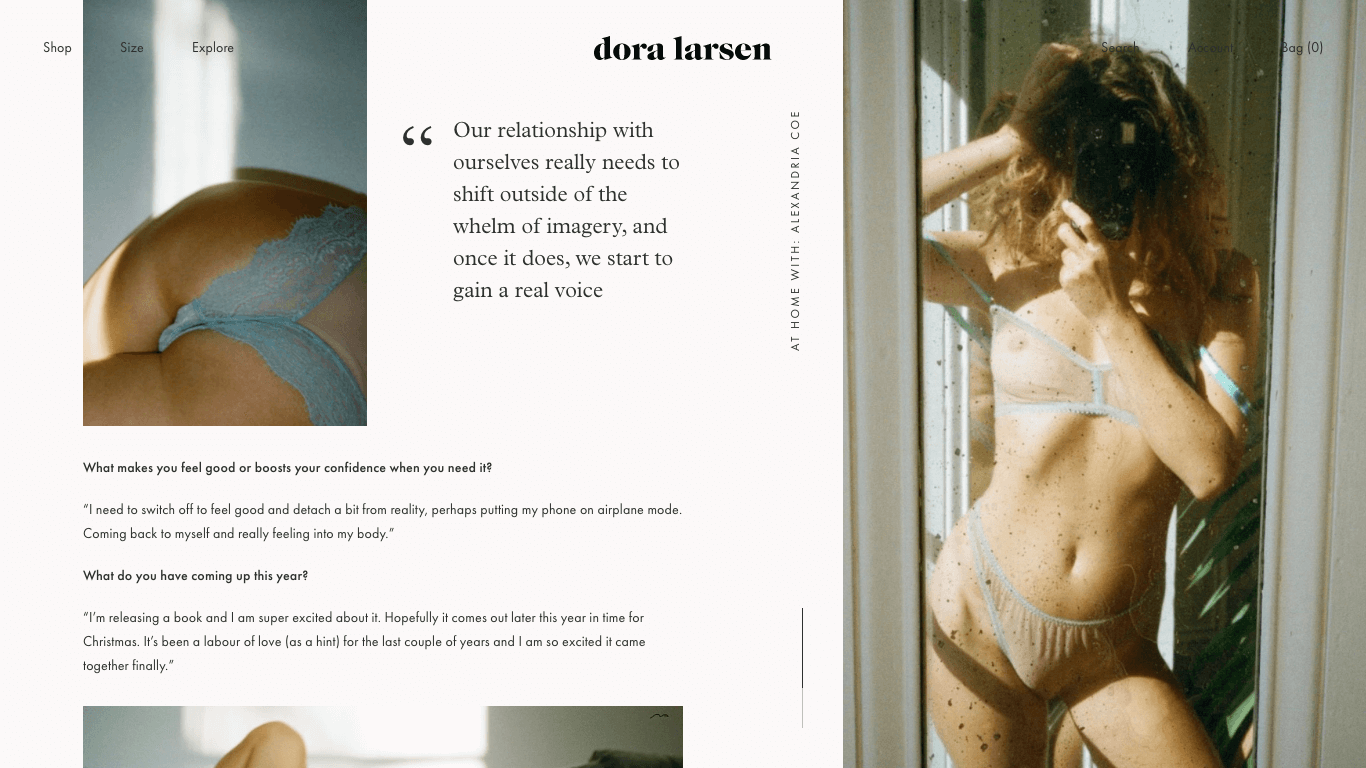 Shop
Size
Explore
dora larsen
Search
Account
Bag (0)
“
Our relationship with
ourselves really needs to
shift outside of the
whelm of imagery, and
once it does, we start to
gain a real voice
AT HOME WITH: ALEXANDRIA COE
What makes you feel good or boosts your confidence when you need it?
“I need to switch off to feel good and detach a bit from reality, perhaps putting my phone on airplane mode.
Coming back to myself and really feeling into my body.”
What do you have coming up this year?
“I’m releasing a book and I am super excited about it. Hopefully it comes out later this year in time for
Christmas. It’s been a labour of love (as a hint) for the last couple of years and I am so excited it came
together finally.”